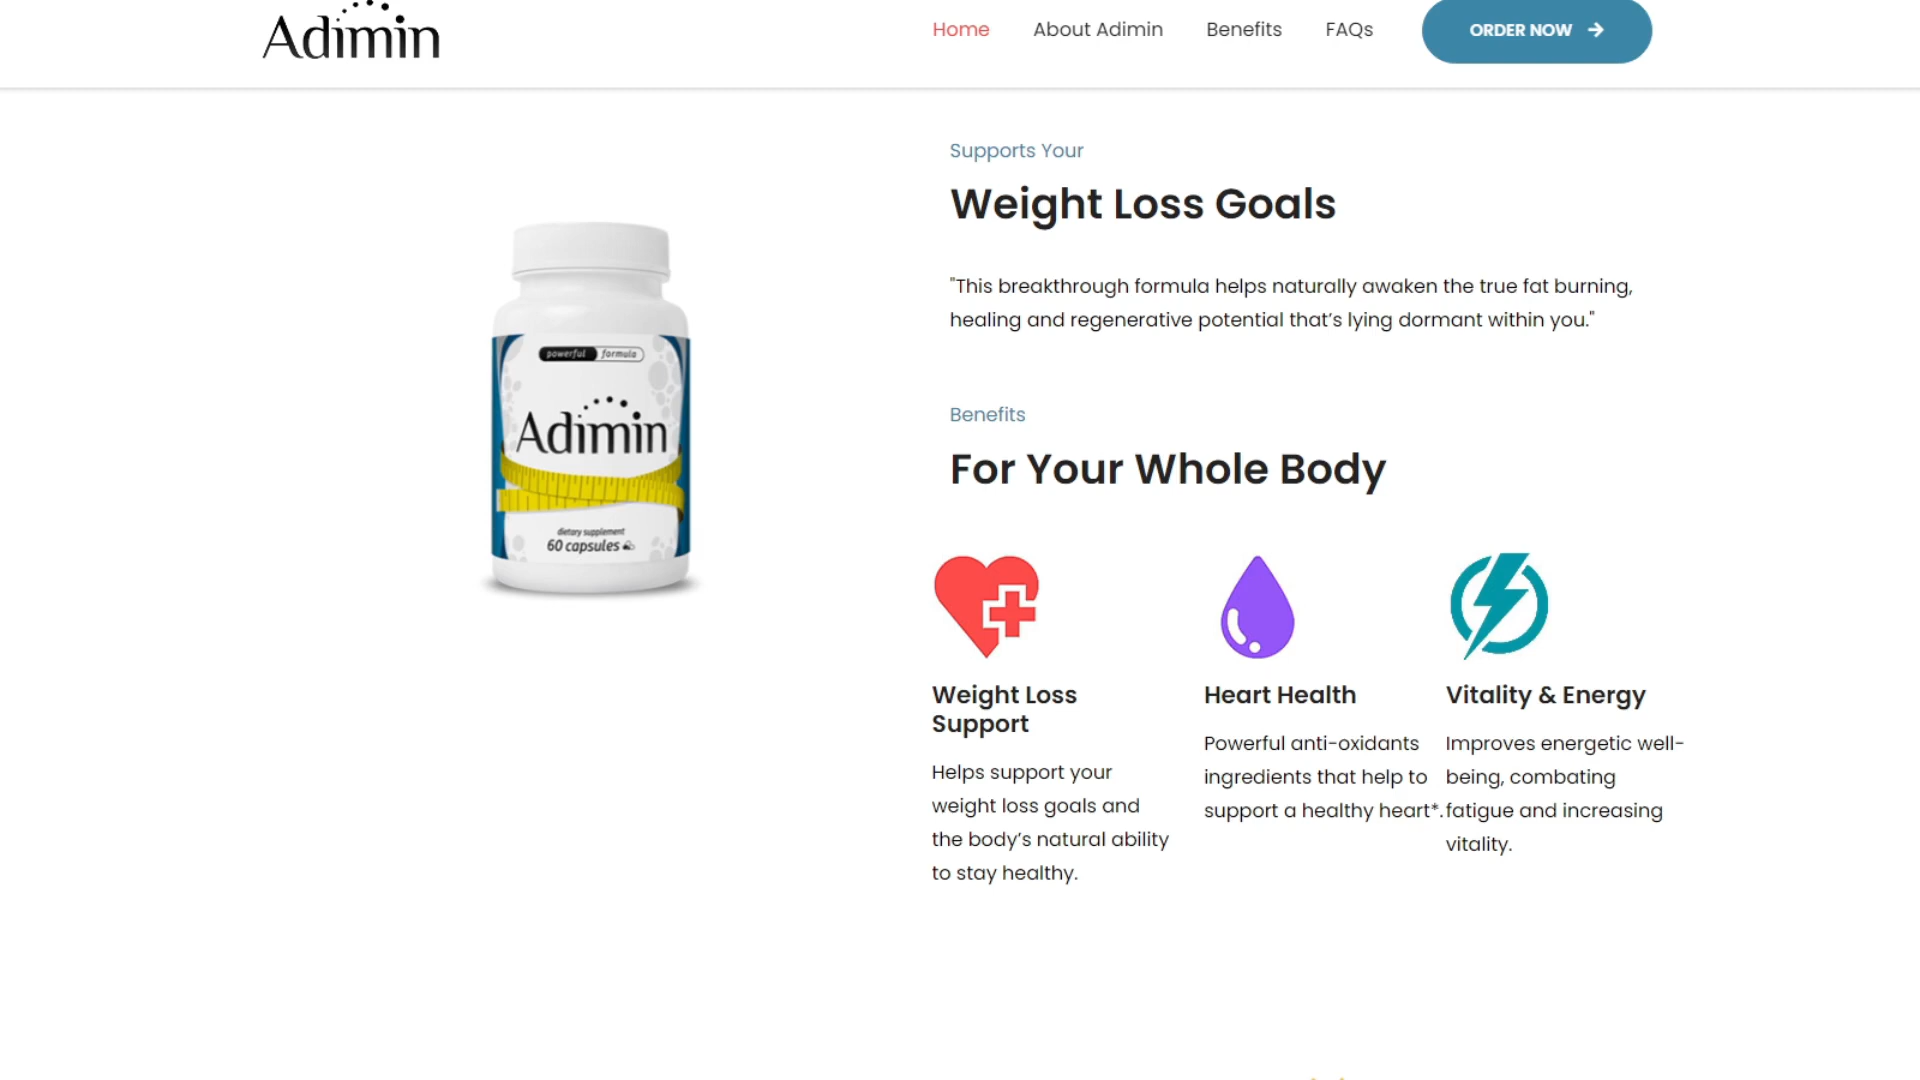 Adimin
Home
About Adimin
Benefits
FAQs
ORDER NOW
Supports Your
Weight Loss Goals
"This breakthrough formula helps naturally awaken the true fat burning,
healing and regenerative potential that’s lying dormant within you."
powerful formula
Adimin
dietary supplement
60 capsules
Benefits
For Your Whole Body
Weight Loss
Support
Helps support your
weight loss goals and
the body’s natural ability
to stay healthy.
Heart Health
Powerful anti-oxidants
ingredients that help to
support a healthy heart*.
Vitality & Energy
Improves energetic well-
being, combating
fatigue and increasing
vitality.